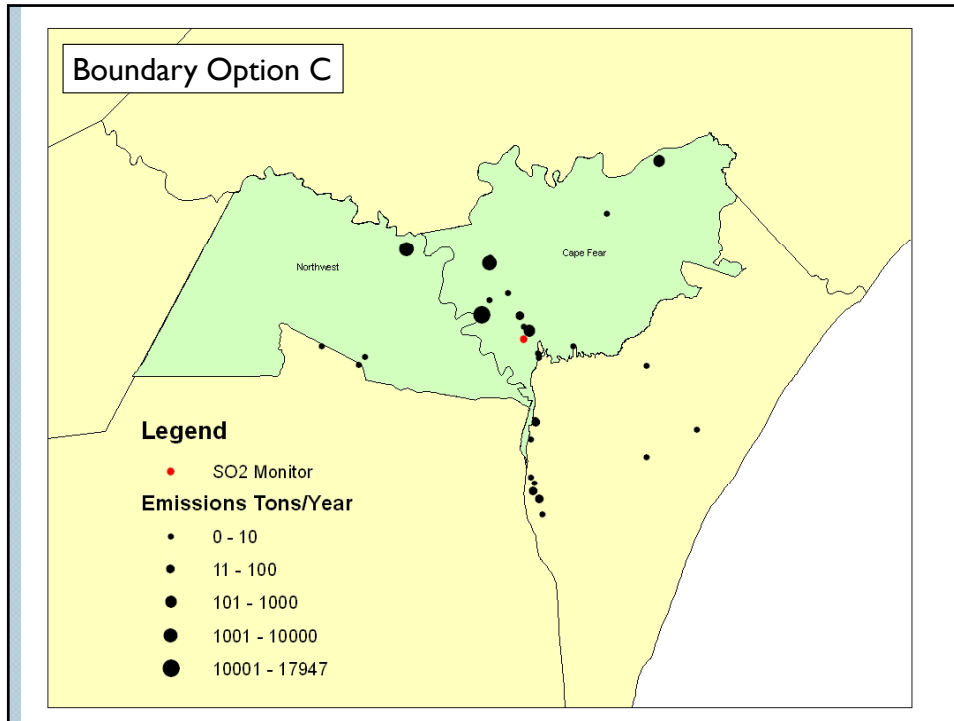 Boundary Option C
Northwest
Cape Fear
Legend
SO2 Monitor
Emissions Tons/Year
0 - 10
11 - 100
101 - 1000
1001 - 10000
10001 - 17947